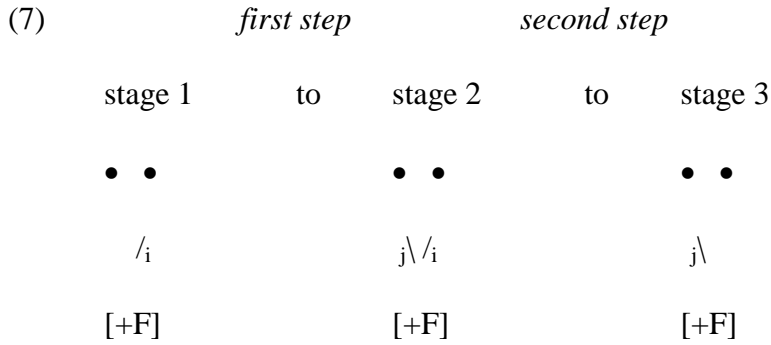 (7) first step second step
stage 1 to stage 2 to stage 3
• • • • • •
/i j\ /i j\
[+F] [+F] [+F]